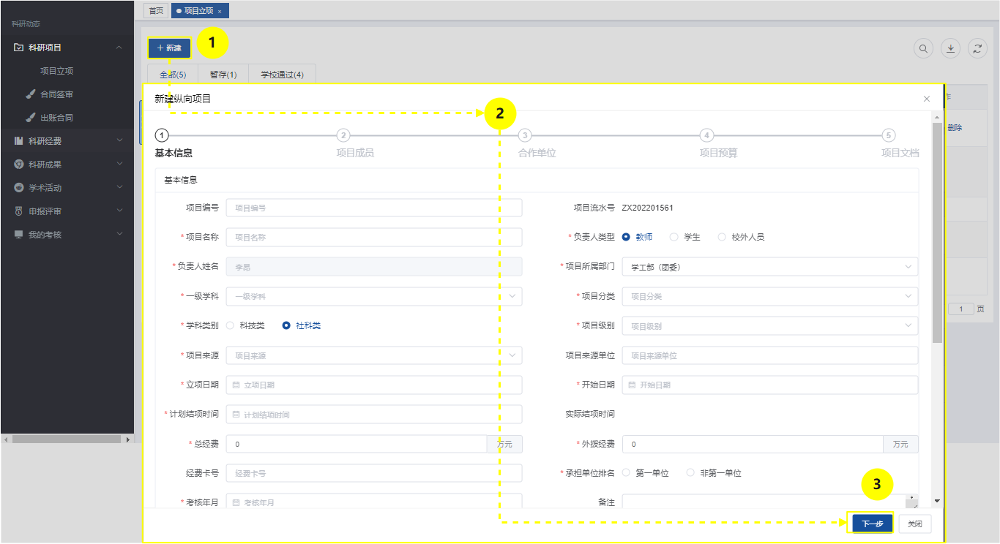 首页
项目立项 ×
科研动态
科研项目
项目立项
合同签审
出账合同
科研经费
科研成果
学术活动
申报评审
我的考核
+ 新建
1
全部(5) 暂存(1) 学校通过(4)
作
删除
1 页
新建纵向项目
2
1 2 3 4 5
基本信息 项目成员 合作单位 项目预算 项目文档
基本信息
项目编号 项目编号 项目流水号 ZX202201561
* 项目名称 项目名称 * 负责人类型 教师 学生 校外人员
* 负责人姓名 李昂 * 项目所属部门 学工部（团委）
* 一级学科 一级学科 * 项目分类 项目分类
* 学科类别 科技类 社科类 * 项目级别 项目级别
* 项目来源 项目来源 项目来源单位 项目来源单位
* 立项日期 立项日期 * 开始日期 开始日期
* 计划结项时间 计划结项时间 实际结项时间
* 总经费 0 万元 * 外拨经费 0 万元
经费卡号 经费卡号 * 承担单位排名 第一单位 非第一单位
* 考核年月 考核年月 备注
3
下一步 关闭